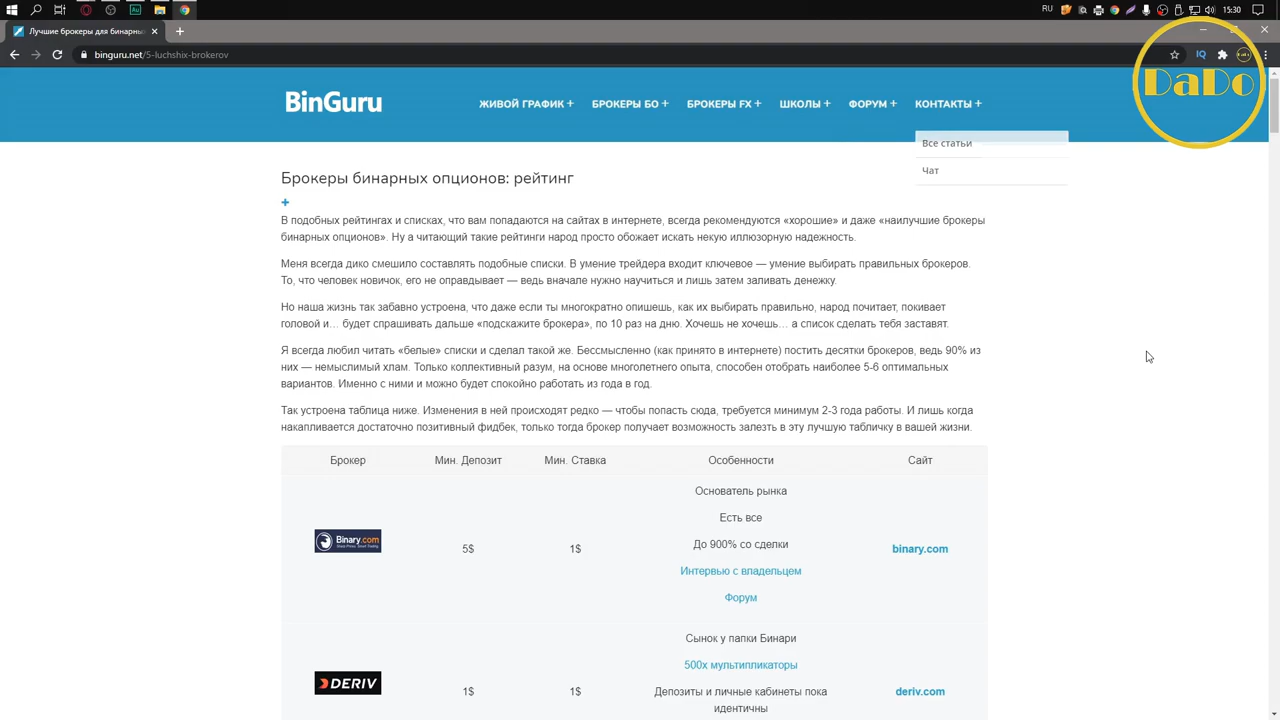 RU
15:30
Лучшие брокеры для бинарны
binguru.net/5-luchshix-brokerov
IQ
DaDo
BinGuru
ЖИВОЙ ГРАФИК +
БРОКЕРЫ БО +
БРОКЕРЫ FX +
ШКОЛЫ +
ФОРУМ +
КОНТАКТЫ +
Все статьи
Чат
Брокеры бинарных опционов: рейтинг
+
В подобных рейтингах и списках, что вам попадаются на сайтах в интернете, всегда рекомендуются «хорошие» и даже «наилучшие брокеры
бинарных опционов». Ну а читающий такие рейтинги народ просто обожает искать некую иллюзорную надежность.
Меня всегда дико смешило составлять подобные списки. В умение трейдера входит ключевое — умение выбирать правильных брокеров.
То, что человек новичок, его не оправдывает — ведь вначале нужно научиться и лишь затем заливать денежку.
Но наша жизнь так забавно устроена, что даже если ты многократно опишешь, как их выбирать правильно, народ почитает, покивает
головой и… будет спрашивать дальше «подскажите брокера», по 10 раз на дню. Хочешь не хочешь… а список сделать тебя заставят.
Я всегда любил читать «белые» списки и сделал такой же. Бессмысленно (как принято в интернете) постить десятки брокеров, ведь 90% из
них — немыслимый хлам. Только коллективный разум, на основе многолетнего опыта, способен отобрать наиболее 5-6 оптимальных
вариантов. Именно с ними и можно будет спокойно работать из года в год.
Так устроена таблица ниже. Изменения в ней происходят редко — чтобы попасть сюда, требуется минимум 2-3 года работы. И лишь когда
накапливается достаточно позитивный фидбек, только тогда брокер получает возможность залезть в эту лучшую табличку в вашей жизни.
Брокер
Мин. Депозит
Мин. Ставка
Особенности
Сайт
Binary.com
5$
1$
Основатель рынка
Есть все
До 900% со сделки
Интервью с владельцем
Форум
binary.com
DERIV
1$
1$
Сынок у папки Бинари
500x мультипликаторы
Депозиты и личные кабинеты пока
идентичны
deriv.com